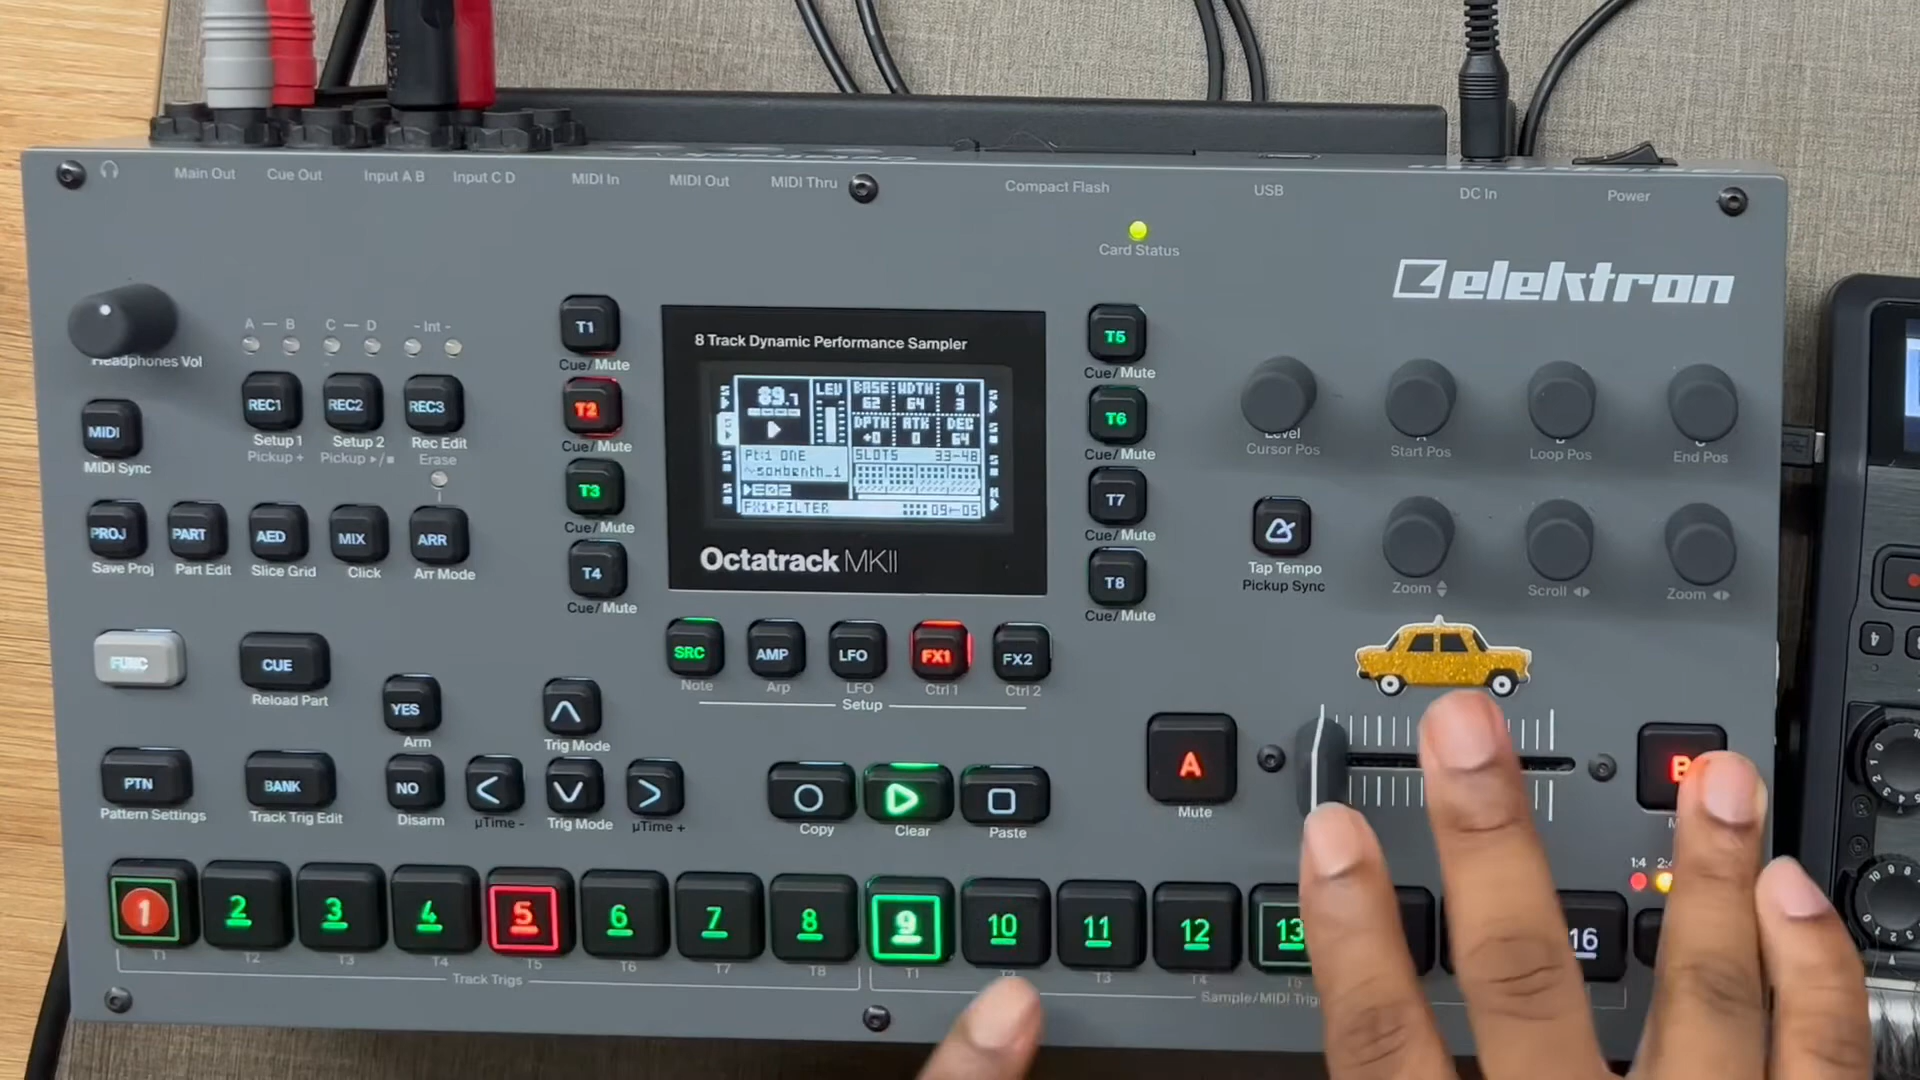 Main Out
Cue Out
Input A B
Input C D
MIDI In
MIDI Out
MIDI Thru
Compact Flash
USB
DC In
Power
Card Status
elektron
Headphones Vol
A — B
C — D
- Int -
REC1
REC2
REC3
Setup 1
Setup 2
Rec Edit
Pickup +
Pickup ▸/■
Erase
MIDI
MIDI Sync
T1
Cue/Mute
T2
Cue/Mute
T3
Cue/Mute
T4
Cue/Mute
8 Track Dynamic Performance Sampler
89.1
LEV
BASE WDTH Q
62 64 3
DPTH ATK DEC
+0 0 64
Pt:1 ONE
SLOTS 33-48
E02
FX1 FILTER
09 05
Octatrack MKII
T5
Cue/Mute
T6
Cue/Mute
T7
Cue/Mute
T8
Cue/Mute
Level
Cursor Pos
A
Start Pos
B
Loop Pos
C
End Pos
Tap Tempo
Pickup Sync
Zoom
Scroll
Zoom
PROJ
PART
AED
MIX
ARR
Save Proj
Part Edit
Slice Grid
Click
Arr Mode
SRC
AMP
LFO
FX1
FX2
Note
Arp
LFO
Ctrl 1
Ctrl 2
Setup
FUNC
CUE
Reload Part
YES
Arm
Trig Mode
PTN
Pattern Settings
BANK
Track Trig Edit
NO
Disarm
µTime -
Trig Mode
µTime +
Copy
Clear
Paste
A
Mute
B
1:4
1
2
3
4
5
6
7
8
9
10
11
12
13
16
T1
T2
T3
T4
T5
T6
T7
T8
T1
T3
T4
T5
Track Trigs
4